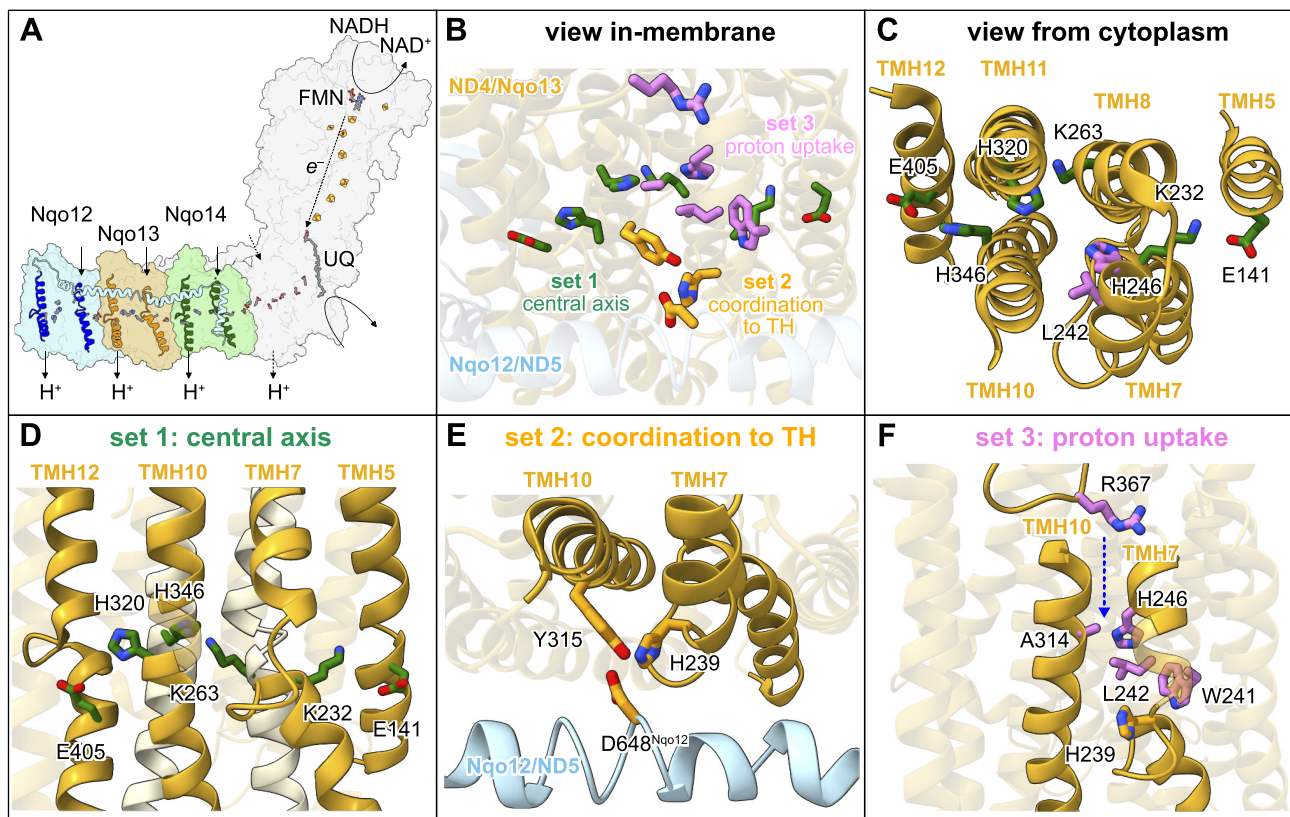 A
NADH
NAD⁺
FMN
e⁻
Nqo12
Nqo13
Nqo14
UQ
H⁺
H⁺
H⁺
H⁺
B
view in-membrane
ND4/Nqo13
set 3
proton uptake
set 1
central axis
set 2
coordination
to TH
Nqo12/ND5
C
view from cytoplasm
TMH12
TMH11
TMH8
TMH5
K263
H320
E405
K232
H346
H246
E141
L242
TMH10
TMH7
D
set 1: central axis
TMH12
TMH10
TMH7
TMH5
H320
H346
K263
K232
E405
E141
E
set 2: coordination to TH
TMH10
TMH7
Y315
H239
D648Nqo12
Nqo12/ND5
F
set 3: proton uptake
R367
TMH10
TMH7
H246
A314
L242
W241
H239